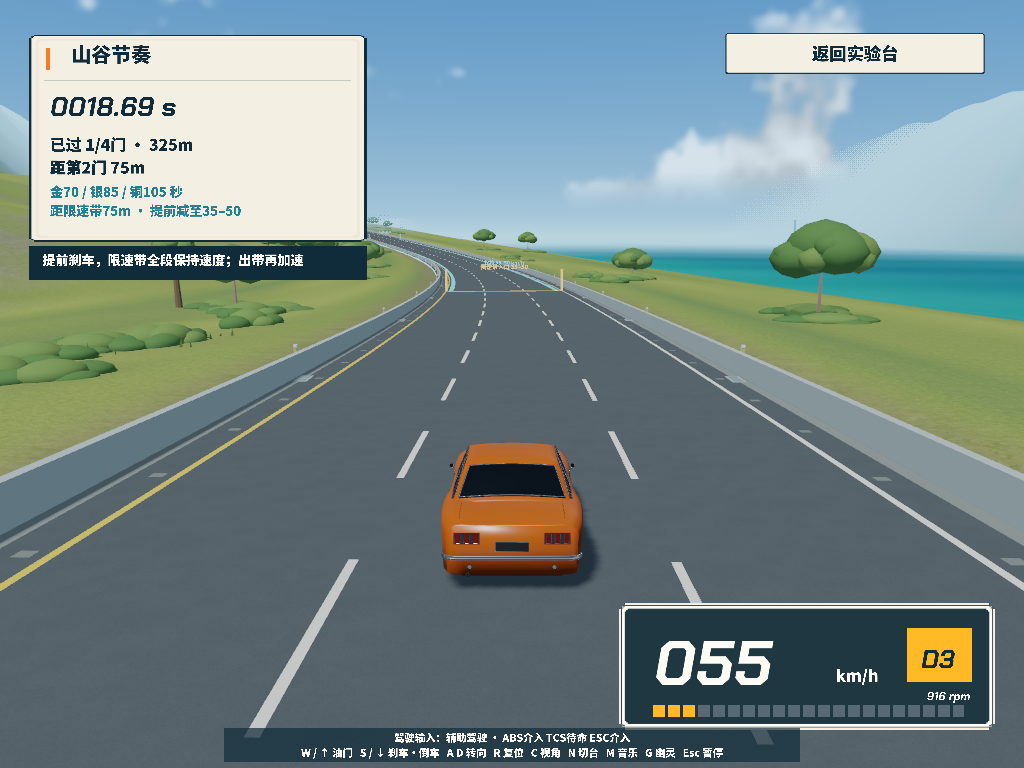 山谷节奏
0018.69 s
已过 1/4门 • 325m
距第2门 75m
金70 / 银85 / 铜105 秒
距限速带75m • 提前减至35-50
提前刹车，限速带全段保持速度；出带再加速
返回实验台
055 km/h D3
916 rpm
驾驶输入：辅助驾驶 • ABS介入 TCS待命 ESC介入
W / ↑ 油门 S / ↓ 刹车·倒车 A D 转向 R 复位 C 视角 N 切台 M 音乐 G 幽灵 Esc 暂停